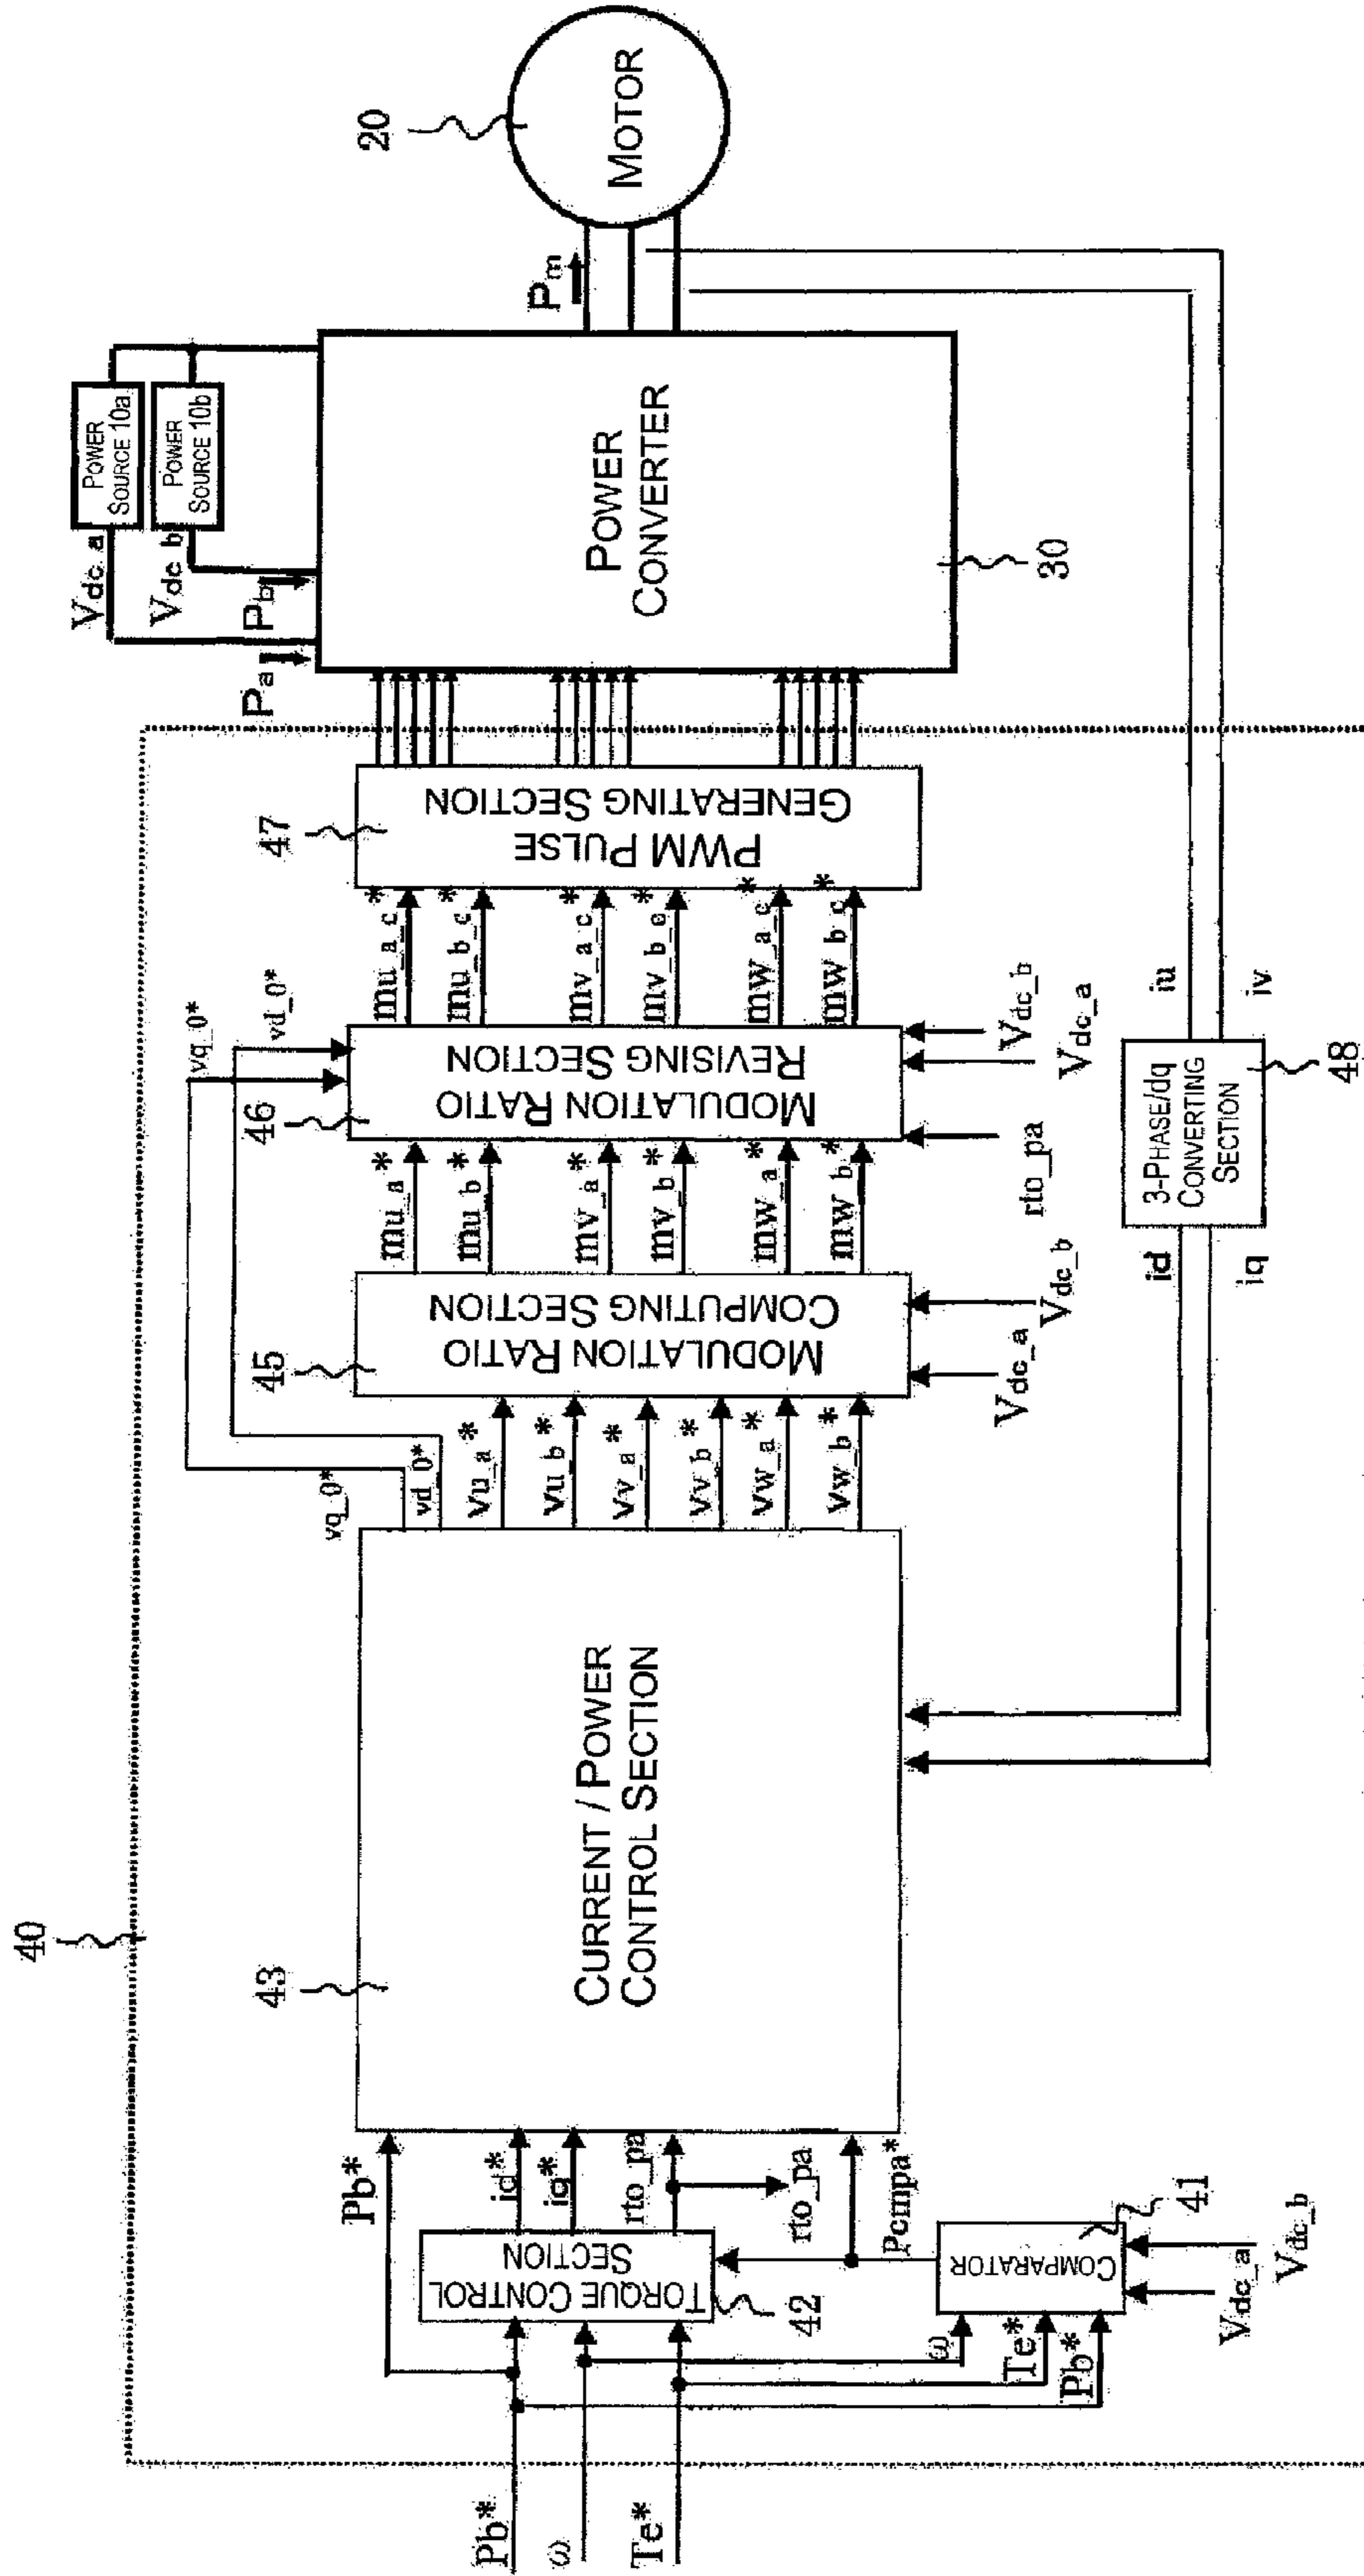 40
Pb*
ω
Te*
Pb*
id*
iq*
rto_pa
rto_pa
Pcmpa*
TORQUE CONTROL
SECTION
42
ω
Te*
Pb*
COMPARATOR
41
Vdc_a
Vdc_b
43
CURRENT / POWER
CONTROL SECTION
vq_0*
vd_0*
vu_a*
vu_b*
vv_a*
vv_b*
vw_a*
vw_b*
45
MODULATION RATIO
COMPUTING SECTION
Vdc_a
Vdc_b
mu_a*
mu_b*
mv_a*
mv_b*
mw_a*
mw_b*
vq_0*
vd_0*
46
MODULATION RATIO
REVISING SECTION
rto_pa
Vdc_a
Vdc_b
mu_a_c*
mu_b_c*
mv_a_c*
mv_b_c*
mw_a_c*
mw_b_c*
47
PWM PULSE
GENERATING SECTION
id
iq
3-PHASE/dq
CONVERTING
SECTION
48
iu
iv
Pa
Pb
Vdc_a
Vdc_b
POWER
SOURCE 10a
POWER
SOURCE 10b
POWER
CONVERTER
30
Pm
20
MOTOR